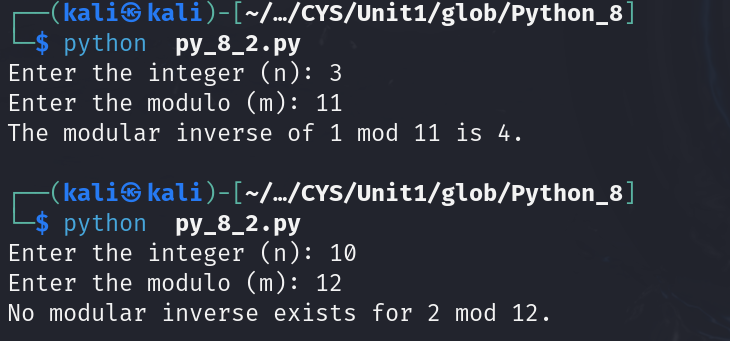 ┌──(kali㉿kali)-[~/…/CYS/Unit1/glob/Python_8]
└─$ python  py_8_2.py
Enter the integer (n): 3
Enter the modulo (m): 11
The modular inverse of 1 mod 11 is 4.
┌──(kali㉿kali)-[~/…/CYS/Unit1/glob/Python_8]
└─$ python  py_8_2.py
Enter the integer (n): 10
Enter the modulo (m): 12
No modular inverse exists for 2 mod 12.